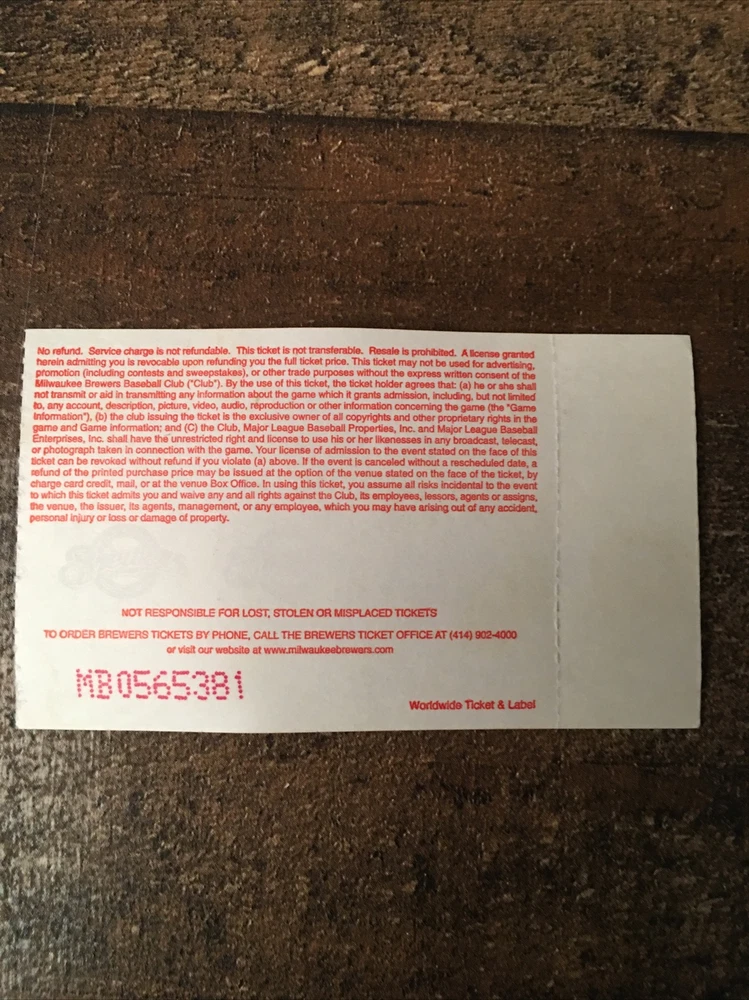 No refund. Service charge is not refundable. This ticket is not transferable. Resale is prohibited. A license granted
herein admitting you is revocable upon refunding you the full ticket price. This ticket may not be used for advertising,
promotion (including contests and sweepstakes), or other trade purposes without the express written consent of the
Milwaukee Brewers Baseball Club ("Club"). By the use of this ticket, the ticket holder agrees that: (a) he or she shall
not transmit or aid in transmitting any information about the game which it grants admission, including, but not limited
to, any account, description, picture, video, audio, reproduction or other information concerning the game (the "Game
Information"), (b) the club issuing the ticket is the exclusive owner of all copyrights and other proprietary rights in the
game and Game information; and (C) the Club, Major League Baseball Properties, Inc. and Major League Baseball
Enterprises, Inc. shall have the unrestricted right and license to use his or her likenesses in any broadcast, telecast,
or photograph taken in connection with the game. Your license of admission to the event stated on the face of this
ticket can be revoked without refund if you violate (a) above. If the event is canceled without a rescheduled date, a
refund of the printed purchase price may be issued at the option of the venue stated on the face of the ticket, by
charge card credit, mail, or at the venue Box Office. In using this ticket, you assume all risks incidental to the event
to which this ticket admits you and waive any and all rights against the Club, its employees, lessors, agents or assigns,
the venue, the issuer, its agents, management, or any employee, which you may have arising out of any accident,
personal injury or loss or damage of property.
NOT RESPONSIBLE FOR LOST, STOLEN OR MISPLACED TICKETS
TO ORDER BREWERS TICKETS BY PHONE, CALL THE BREWERS TICKET OFFICE AT (414) 902-4000
or visit our website at www.milwaukeebrewers.com
MB0565381
Worldwide Ticket & Label